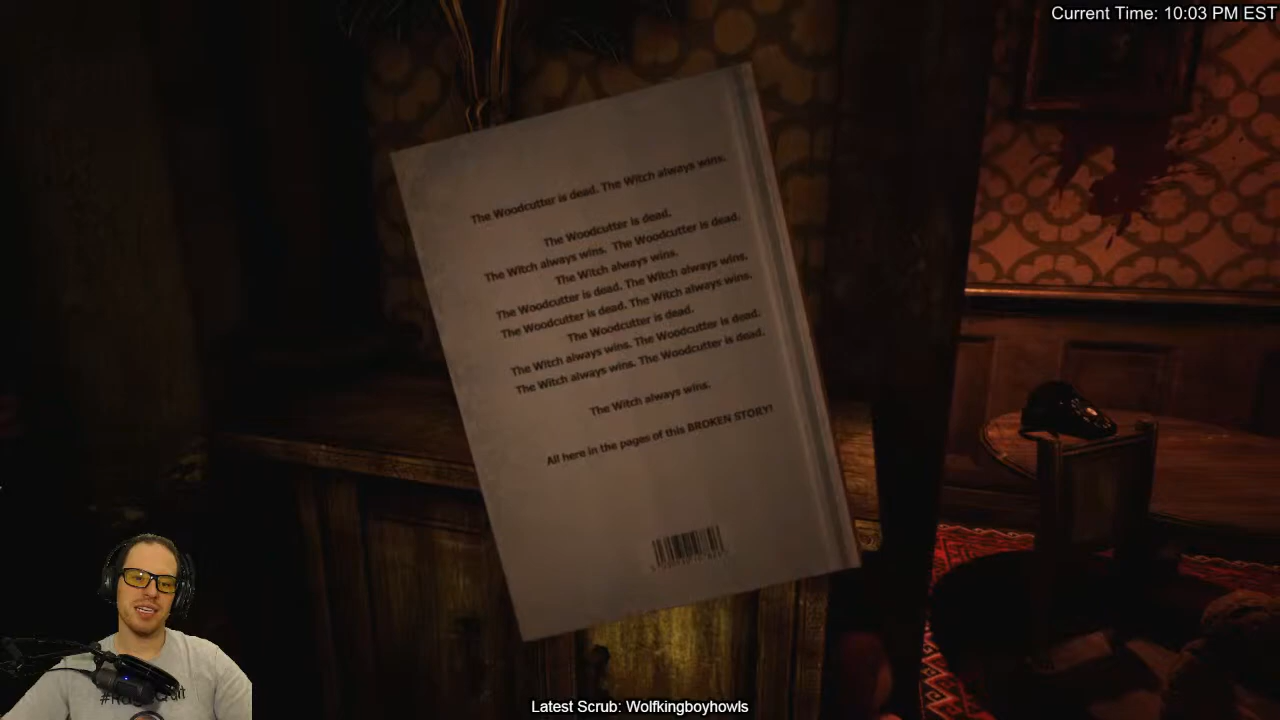 Current Time: 10:03 PM EST
The Woodcutter is dead. The Witch always wins.
The Woodcutter is dead.
The Witch always wins. The Woodcutter is dead.
The Witch always wins.
The Woodcutter is dead. The Witch always wins.
The Woodcutter is dead. The Witch always wins.
The Woodcutter is dead.
The Witch always wins. The Woodcutter is dead.
The Witch always wins. The Woodcutter is dead.
The Witch always wins.
All here in the pages of this BROKEN STORY!
Latest Scrub: Wolfkingboyhowls